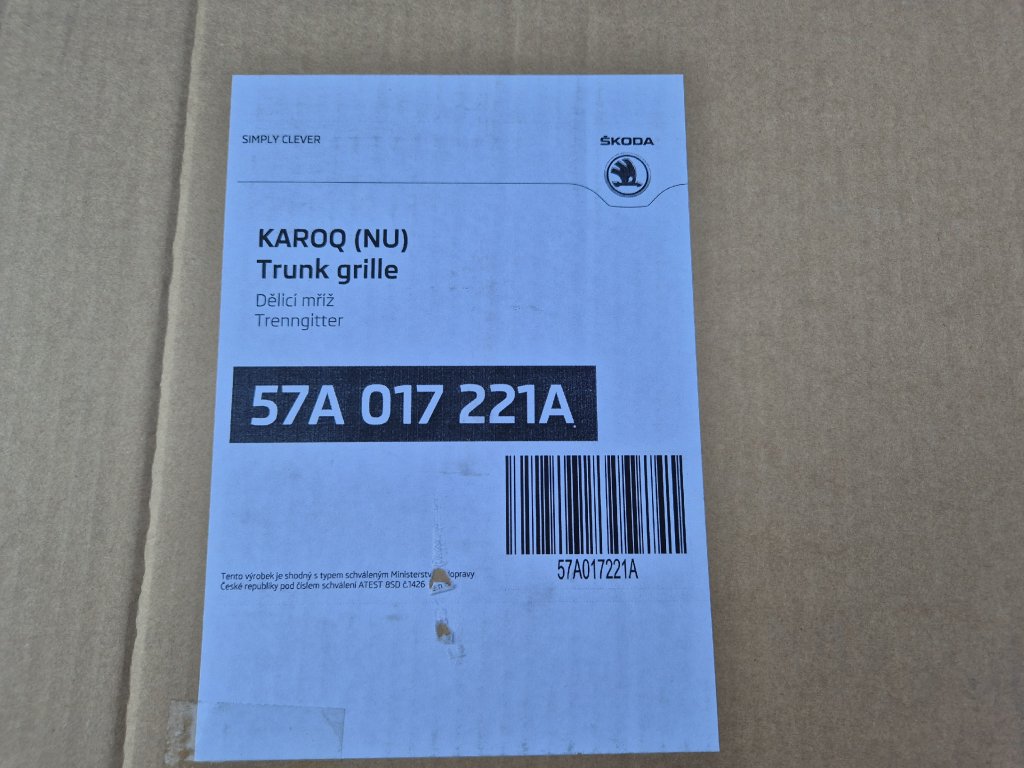 SIMPLY CLEVER
ŠKODA
KAROQ (NU)
Trunk grille
Dělicí mříž
Trenngitter
57A 017 221A
57A017221A
Tento výrobek je shodný s typem schváleným Ministerstv dopravy
České republiky pod číslem schválení ATEST 8SD č.1426